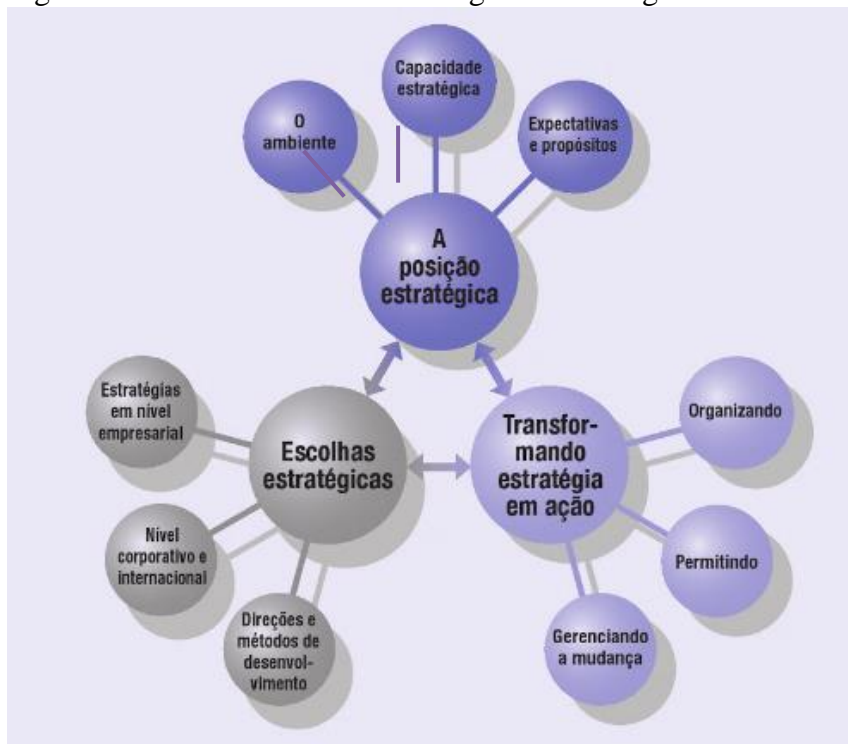 Capacidade
estratégica
O
ambiente
Expectativas
e propósitos
A
posição
estratégica
Estratégias
em nível
empresarial
Escolhas
estratégicas
Transfor-
mando
estratégia
em ação
Organizando
Nível
corporativo e
internacional
Permitindo
Direções e
métodos de
desenvol-
vimento
Gerenciando
a mudança